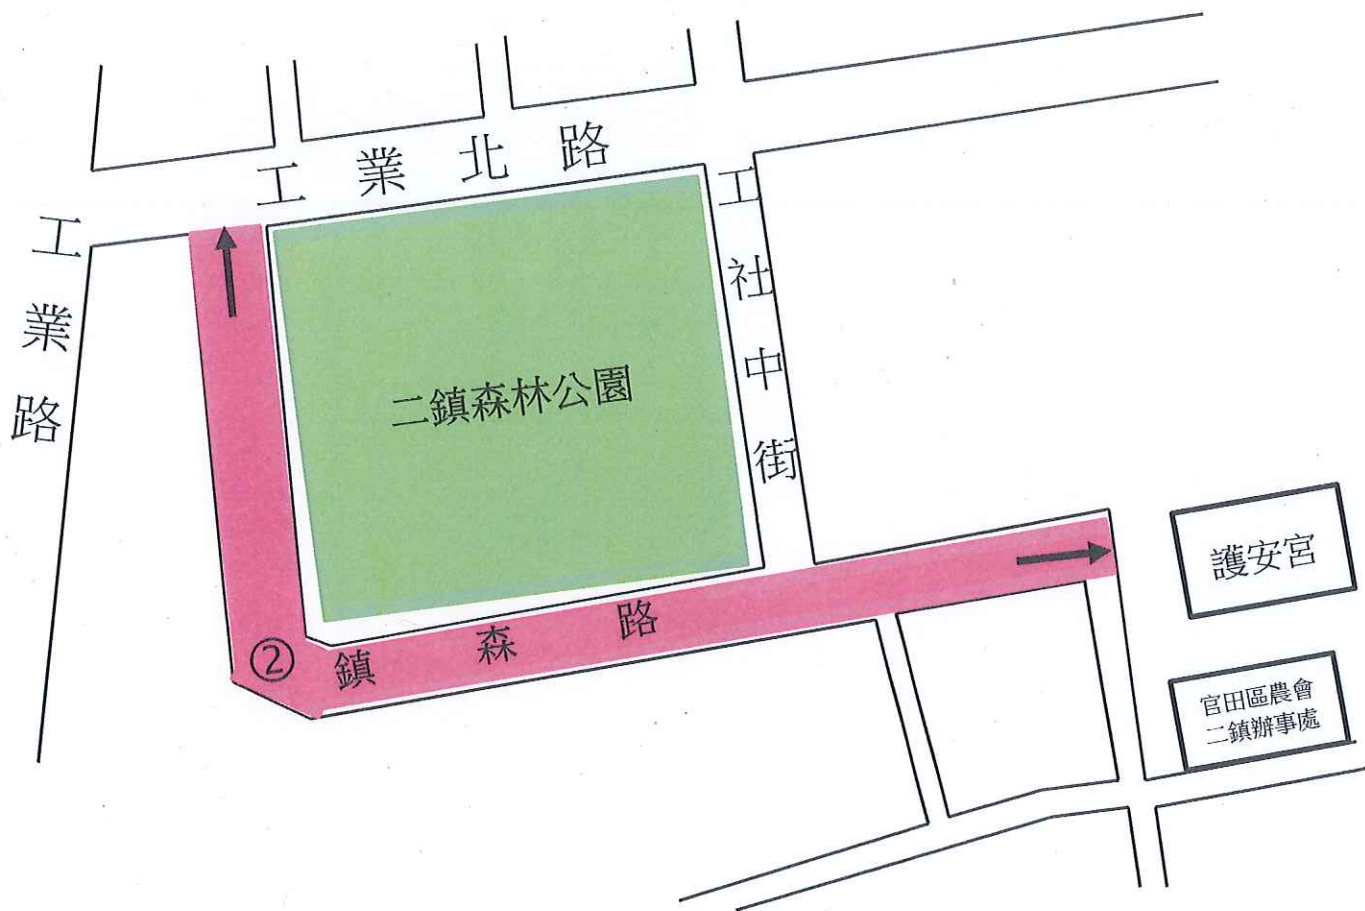 工業北路
工業路
工社中街
二鎮森林公園
護安宮
②鎮森路
官田區農會
二鎮辦事處